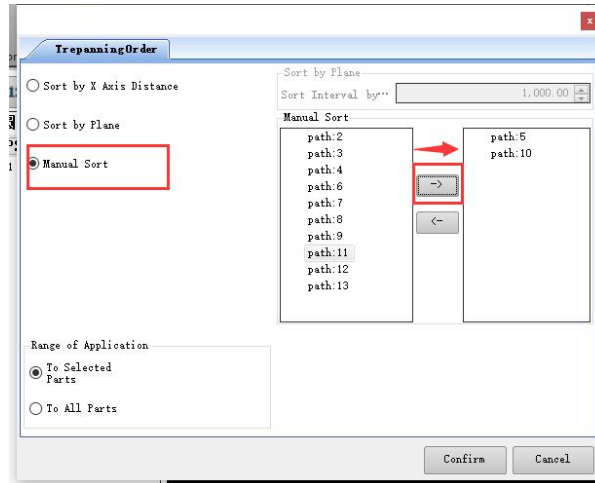 x
TrepanningOrder
Sort by X Axis Distance
Sort by Plane
Manual Sort
Sort by Plane
Sort Interval by…
1,000.00
Manual Sort
path:2
path:3
path:4
path:6
path:7
path:8
path:9
path:11
path:12
path:13
->
<-
path:5
path:10
Range of Application
To Selected
Parts
To All Parts
Confirm
Cancel